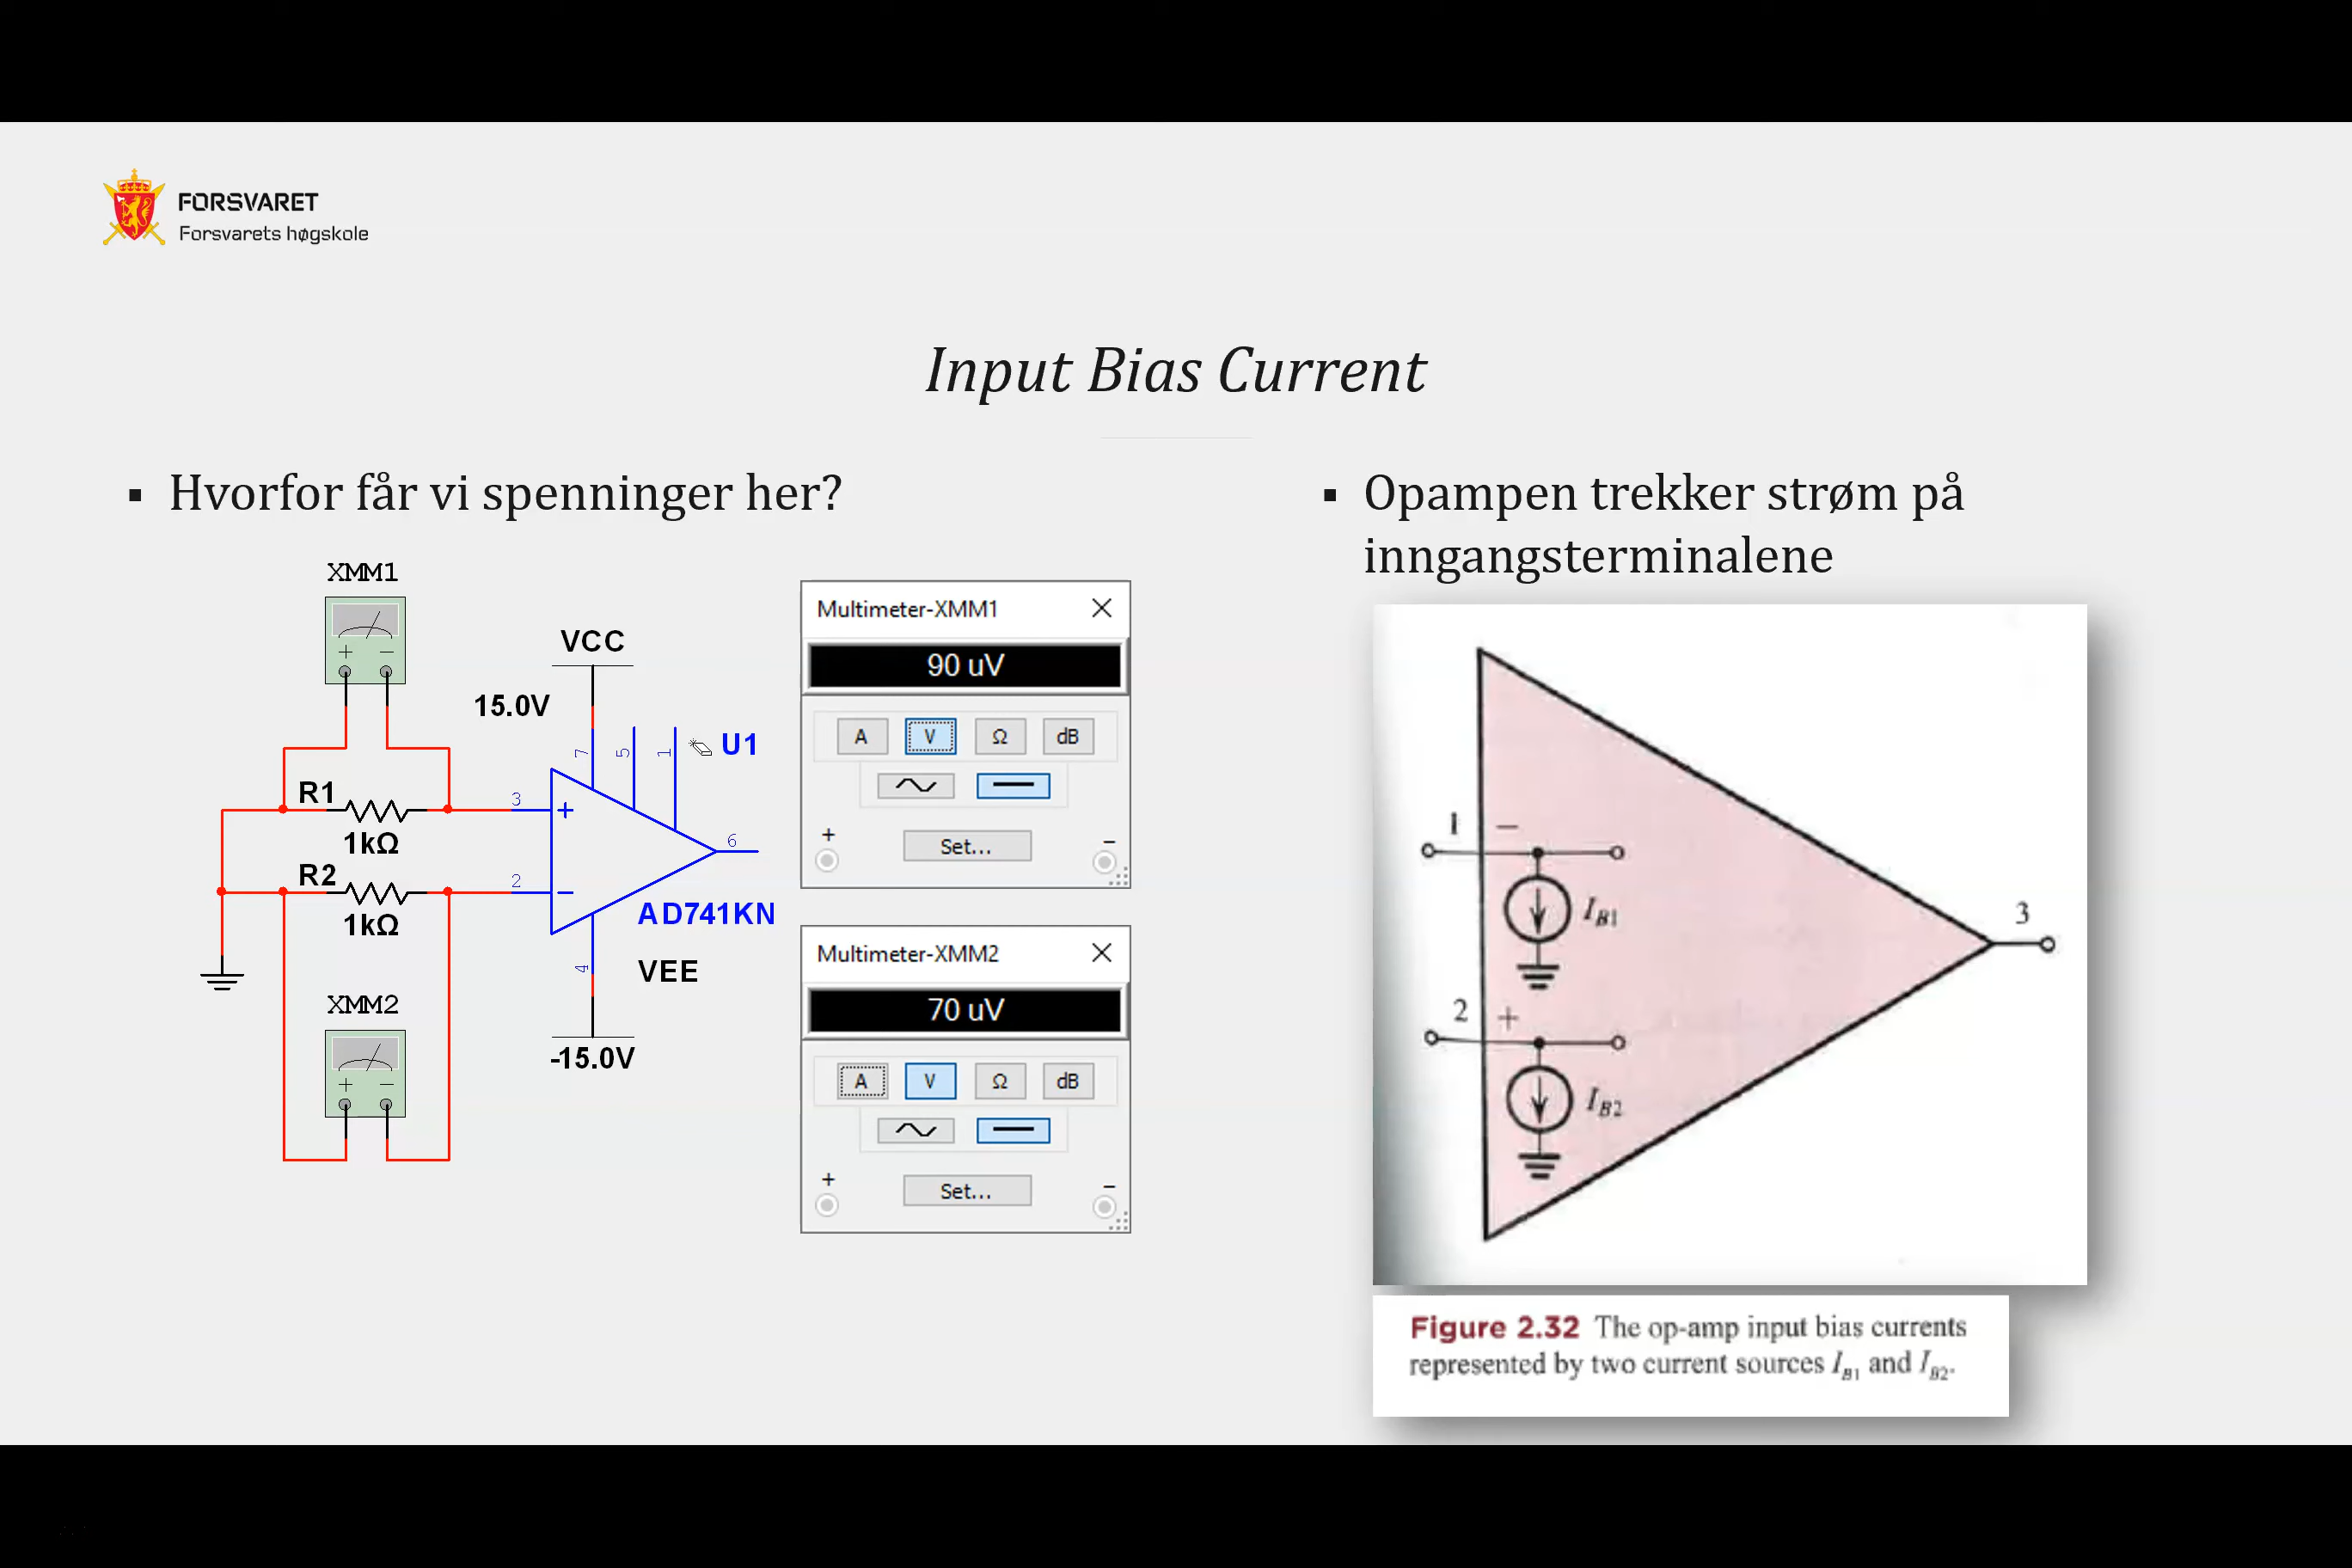 FORSVARET
Forsvarets høgskole
Input Bias Current
▪ Hvorfor får vi spenninger her?
XMM1
+ −
VCC
15.0V
7
5
1
U1
R1
1kΩ
3
+
6
R2
1kΩ
2
−
AD741KN
4
VEE
-15.0V
XMM2
+ −
Multimeter-XMM1
90 uV
A V Ω dB
+ −
Set...
Multimeter-XMM2
70 uV
A V Ω dB
+ −
Set...
▪ Opampen trekker strøm på
inngangsterminalene
1 −
I_B1
2 +
I_B2
3
Figure 2.32 The op-amp input bias currents
represented by two current sources I_B1 and I_B2.